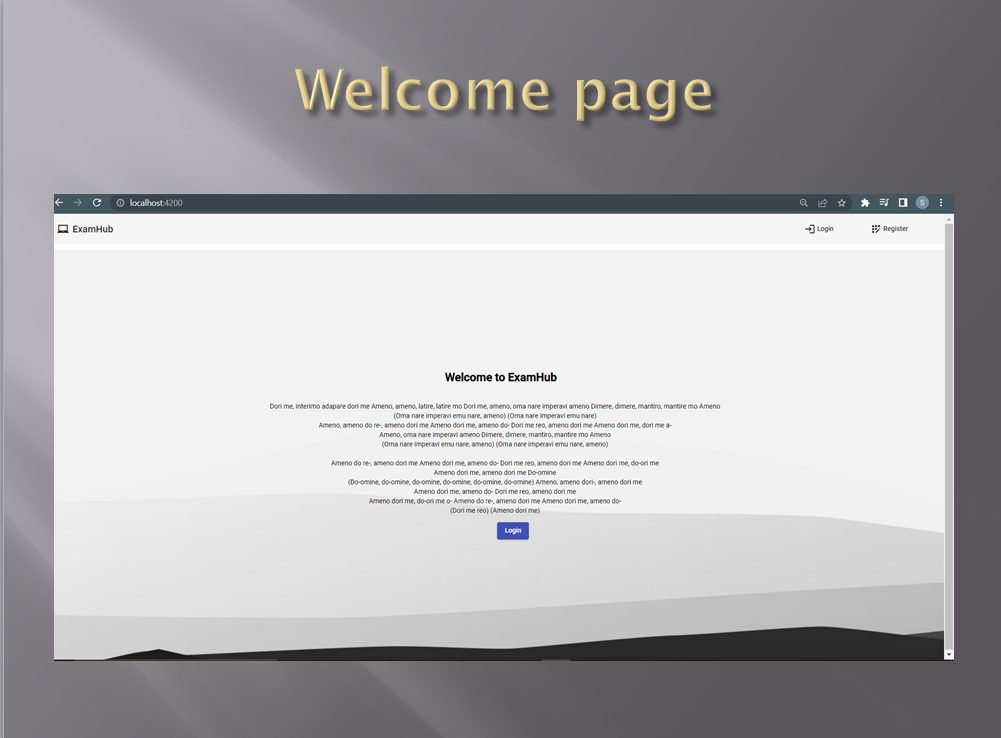 Welcome page
localhost:4200
S
ExamHub
Login
Register
Welcome to ExamHub
Dori me, interimo adapare dori me Ameno, ameno, latire, latire mo Dori me, ameno, oma nare imperavi ameno Dimere, dimere, mantiro, mantire mo Ameno
(Oma nare imperavi emu nare, ameno) (Oma nare imperavi emu nare)
Ameno, ameno do re-, ameno dori me Ameno dori me, ameno do- Dori me reo, ameno dori me Ameno dori me, dori me a-
Ameno, oma nare imperavi ameno Dimere, dimere, mantiro, mantire mo Ameno
(Oma nare imperavi emu nare, ameno) (Oma nare imperavi emu nare, ameno)
Ameno do re-, ameno dori me Ameno dori me, ameno do- Dori me reo, ameno dori me Ameno dori me, do-ori me
Ameno dori me, ameno dori me Do-omine
(Do-omine, do-omine, do-omine, do-omine, do-omine, do-omine) Ameno, ameno dori-, ameno dori me
Ameno dori me, ameno do- Dori me reo, ameno dori me
Ameno dori me, do-ori me o- Ameno do re-, ameno dori me Ameno dori me, ameno do-
(Dori me reo) (Ameno dori me)
Login